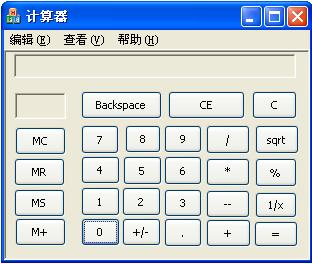 计算器
编辑(E) 查看(V) 帮助(H)
Backspace CE C
MC 7 8 9 / sqrt
MR 4 5 6 * %
MS 1 2 3 -- 1/x
M+ 0 +/- . + =